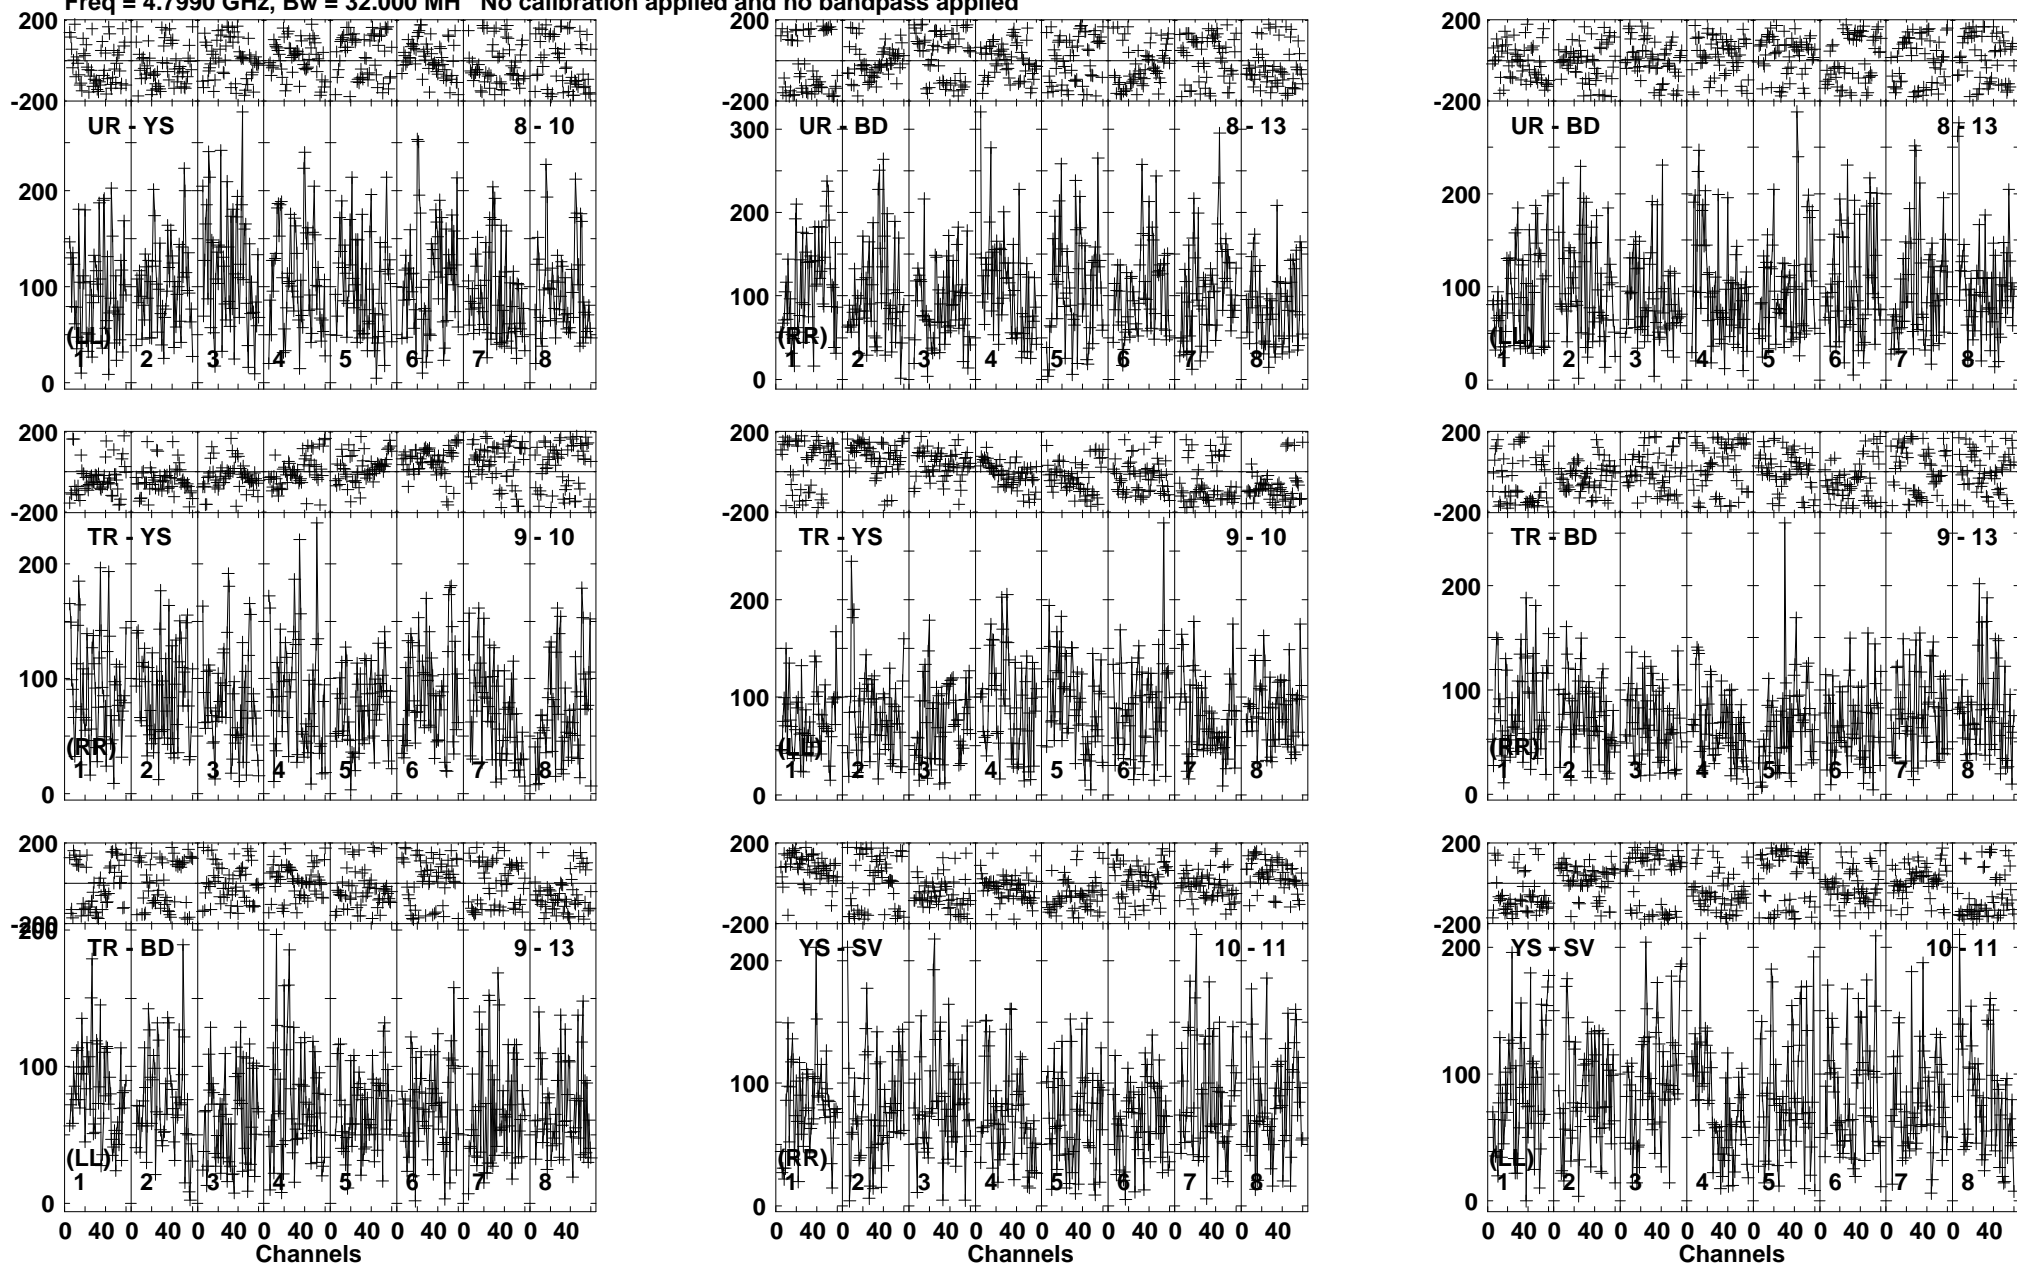 Freq = 4.7990 GHz, Bw = 32.000 MH No calibration applied and no bandpass applied
200 200 200
-200 -200 -200
UR - YS 8 - 10 UR - BD 8 - 13 UR - BD 8 - 13
300
200 200 200
100 100 100
(LL) (RR) (LL)
1 2 3 4 5 6 7 8 1 2 3 4 5 6 7 8 1 2 3 4 5 6 7 8
0 0 0
200 200 200
-200 -200 -200
TR - YS 9 - 10 TR - YS 9 - 10 TR - BD 9 - 13
200 200 200
100 100 100
(RR) (LL) (RR)
1 2 3 4 5 6 7 8 1 2 3 4 5 6 7 8 1 2 3 4 5 6 7 8
0 0 0
200 200 200
-200 -200 -200
200
TR - BD 9 - 13 YS - SV 10 - 11 YS - SV 10 - 11
200 200
100 100 100
(LL) (RR) (LL)
1 2 3 4 5 6 7 8 1 2 3 4 5 6 7 8 1 2 3 4 5 6 7 8
0 0 0
0 40 0 40 0 40 0 40 0 40 0 40 0 40 0 40 0 40 0 40 0 40 0 40 0 40 0 40 0 40 0 40 0 40 0 40 0 40 0 40 0 40 0 40 0 40 0 40
Channels Channels Channels